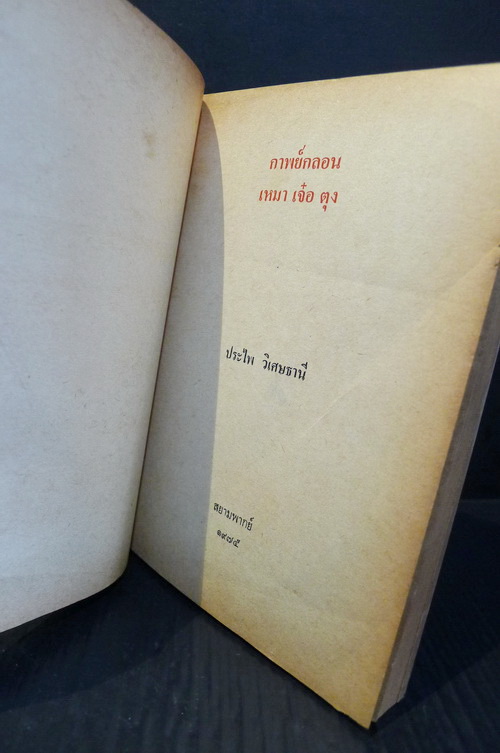 กาพย์กลอน
เหมา เจ๋อ ตุง
ประไพ วิเศษธานี
สยามพากย์
๑๙๗๕